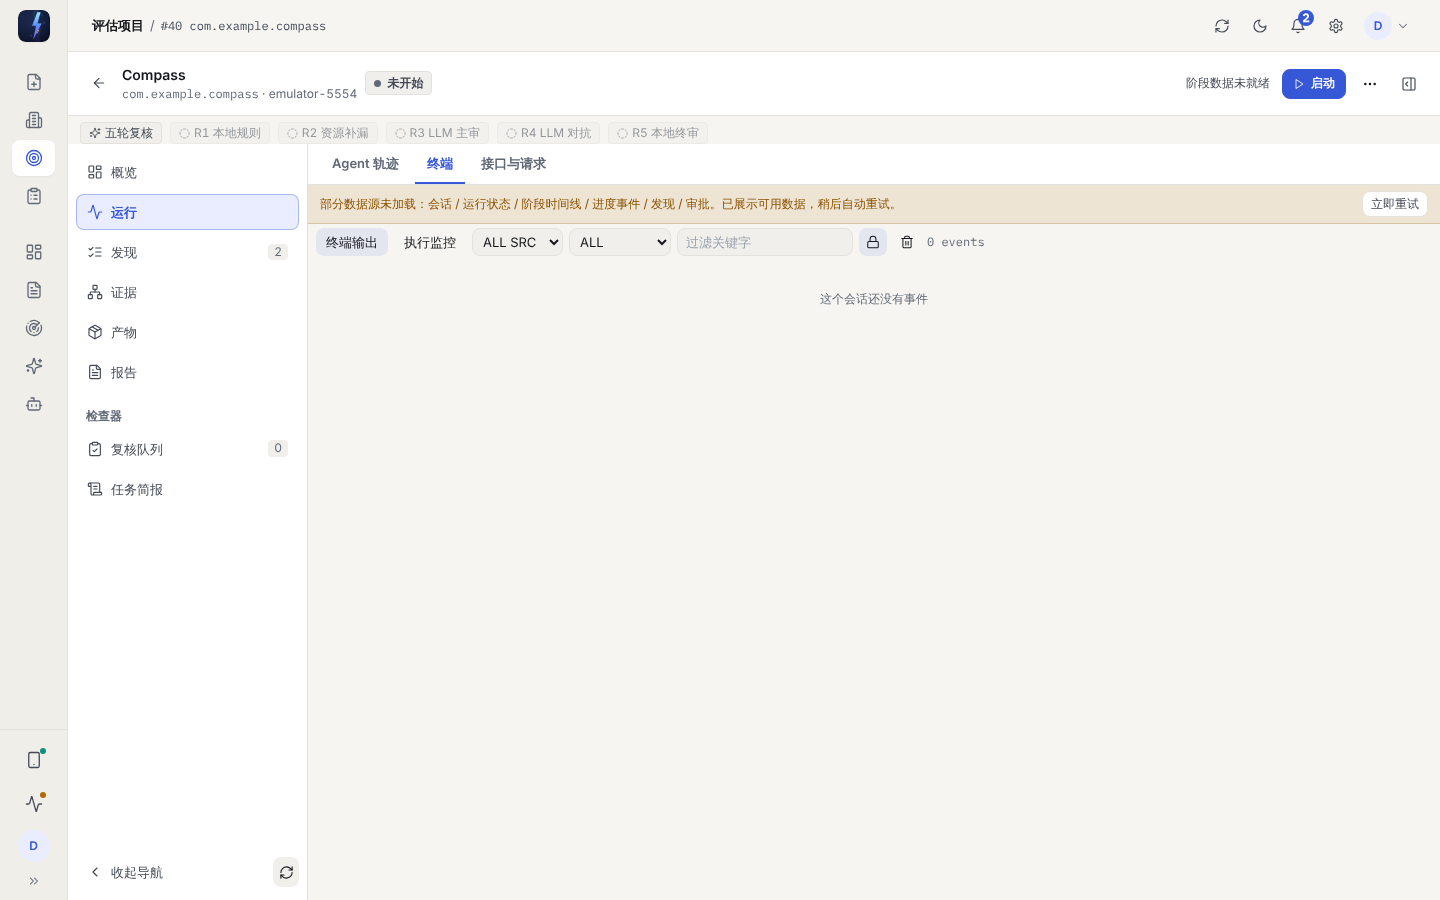 评估项目 / #40 com.example.compass
2
D
Compass
com.example.compass · emulator-5554
未开始
阶段数据未就绪
启动
五轮复核
R1 本地规则
R2 资源补漏
R3 LLM 主审
R4 LLM 对抗
R5 本地终审
概览
运行
发现 2
证据
产物
报告
检查器
复核队列 0
任务简报
收起导航
D
Agent 轨迹
终端
接口与请求
部分数据源未加载：会话 / 运行状态 / 阶段时间线 / 进度事件 / 发现 / 审批。已展示可用数据，稍后自动重试。
立即重试
终端输出
执行监控
ALL SRC
ALL
过滤关键字
0 events
这个会话还没有事件